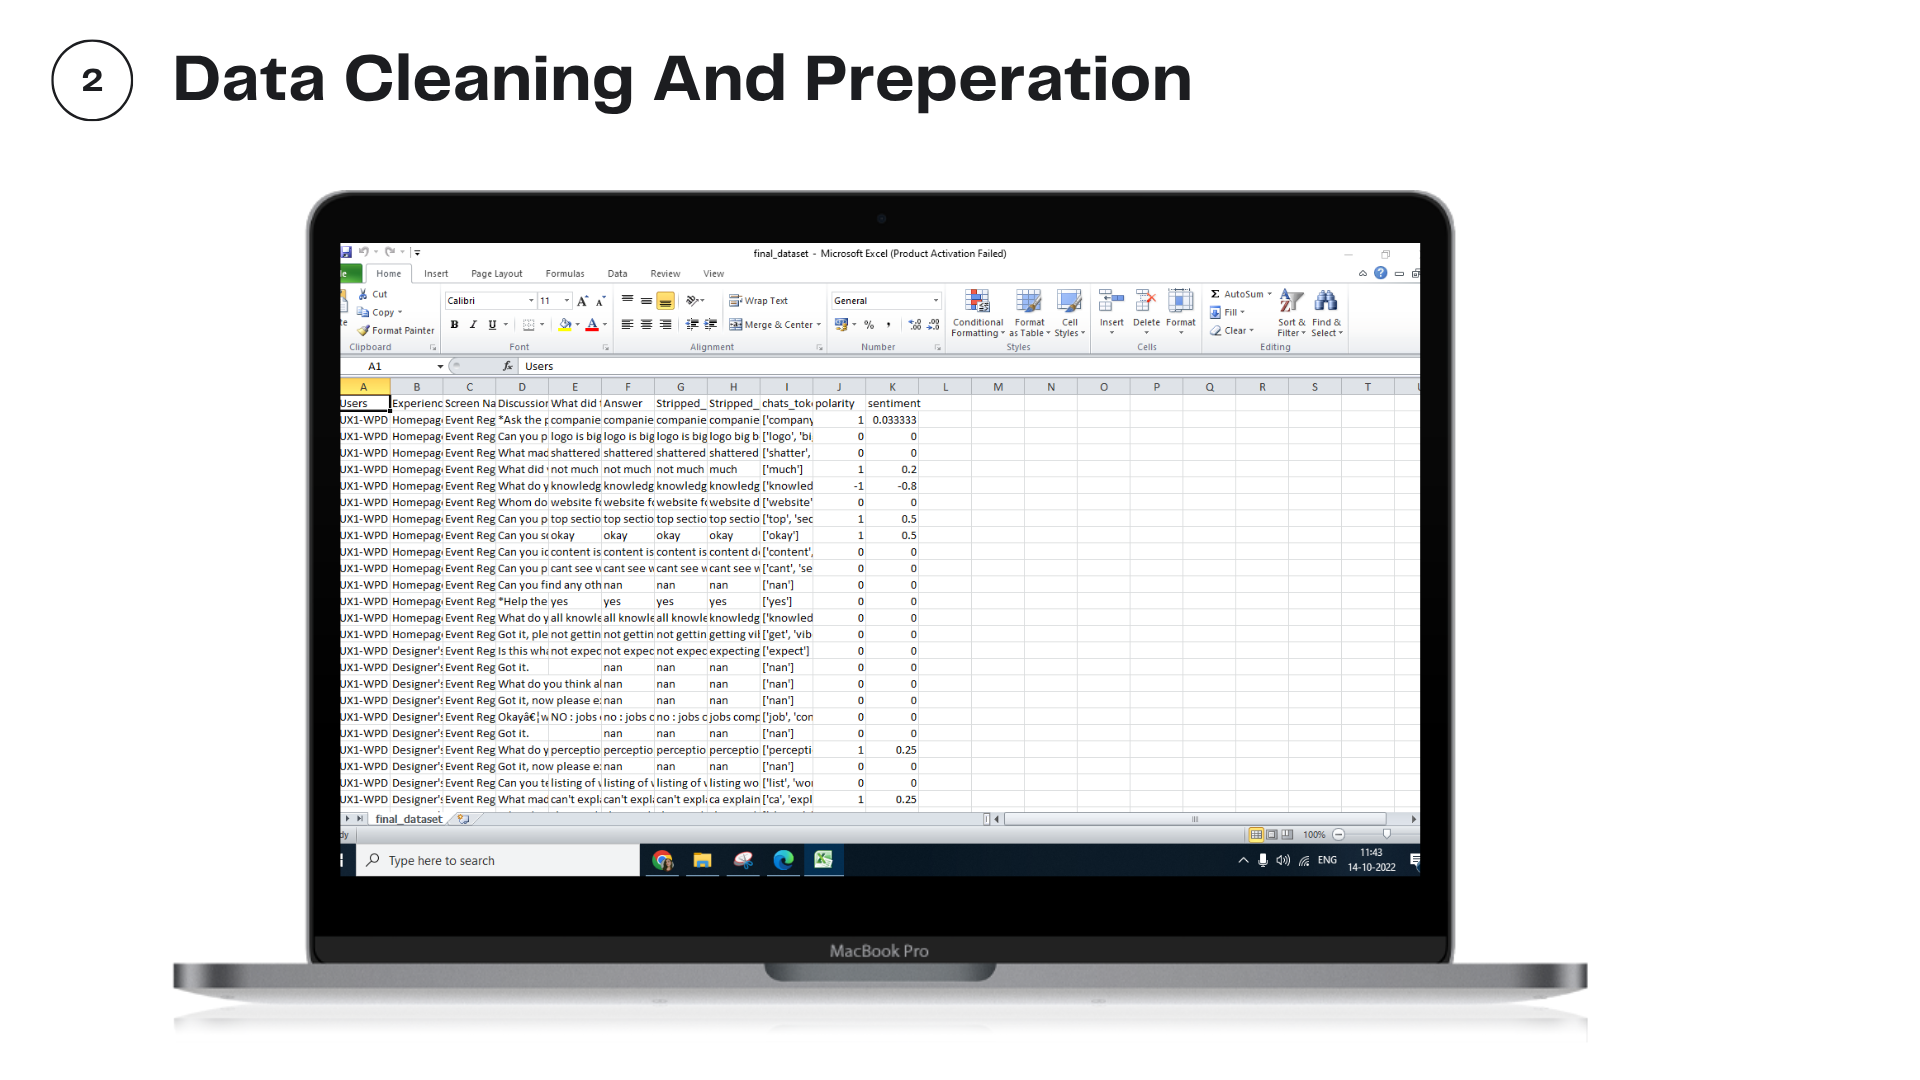 2
Data Cleaning And Preperation
final_dataset - Microsoft Excel (Product Activation Failed)
Home Insert Page Layout Formulas Data Review View
Cut
Copy
Format Painter
Clipboard
Calibri 11
B I U
Font
Wrap Text
Merge & Center
Alignment
General
%
Number
Conditional Formatting
Format as Table
Cell Styles
Styles
Insert Delete Format
Cells
Σ AutoSum
Fill
Clear
Sort & Filter
Find & Select
Editing
A1 fx Users
A B C D E F G H I J K L M N O P Q R S T
Users Experienc Screen Na Discussion What did Answer Stripped_ Stripped_ chats_tok polarity sentiment
UX1-WPD Homepag Event Reg *Ask the p companie companie companie companie ['company 1 0.033333
UX1-WPD Homepag Event Reg Can you p logo is big logo is big logo is big logo big b ['logo', 'bi 0 0
UX1-WPD Homepag Event Reg What mad shattered shattered shattered shattered ['shatter', 0 0
UX1-WPD Homepag Event Reg What did not much not much not much much ['much'] 1 0.2
UX1-WPD Homepag Event Reg What do y knowledg knowledg knowledg knowledg ['knowled -1 -0.8
UX1-WPD Homepag Event Reg Whom do website fo website fo website fo website d ['website' 0 0
UX1-WPD Homepag Event Reg Can you p top sectio top sectio top sectio top sectio ['top', 'sec 1 0.5
UX1-WPD Homepag Event Reg Can you su okay okay okay okay ['okay'] 1 0.5
UX1-WPD Homepag Event Reg Can you ic content is content is content is content d ['content', 0 0
UX1-WPD Homepag Event Reg Can you p cant see w cant see w cant see w cant see w ['cant', 'se 0 0
UX1-WPD Homepag Event Reg Can you find any oth nan nan nan ['nan'] 0 0
UX1-WPD Homepag Event Reg *Help the yes yes yes yes ['yes'] 0 0
UX1-WPD Homepag Event Reg What do y all knowle all knowle all knowle knowledg ['knowled 0 0
UX1-WPD Homepag Event Reg Got it, ple not gettin not gettin not gettin getting vi ['get', 'vib 0 0
UX1-WPD Designer's Event Reg Is this wha not expec not expec not expec expecting ['expect'] 0 0
UX1-WPD Designer's Event Reg Got it. nan nan nan ['nan'] 0 0
UX1-WPD Designer's Event Reg What do you think al nan nan nan ['nan'] 0 0
UX1-WPD Designer's Event Reg Got it, now please e nan nan nan ['nan'] 0 0
UX1-WPD Designer's Event Reg Okayâ€¦w NO : jobs no : jobs c no : jobs c jobs comp ['job', 'con 0 0
UX1-WPD Designer's Event Reg Got it. nan nan nan ['nan'] 0 0
UX1-WPD Designer's Event Reg What do y perceptio perceptio perceptio perceptio ['percepti 1 0.25
UX1-WPD Designer's Event Reg Got it, now please e nan nan nan ['nan'] 0 0
UX1-WPD Designer's Event Reg Can you te listing of v listing of v listing of v listing wo ['list', 'wor 0 0
UX1-WPD Designer's Event Reg What mad can't expl can't expl can't expl ca explain ['ca', 'expl 1 0.25
final_dataset
100%
Type here to search
ENG
11:43
14-10-2022
MacBook Pro